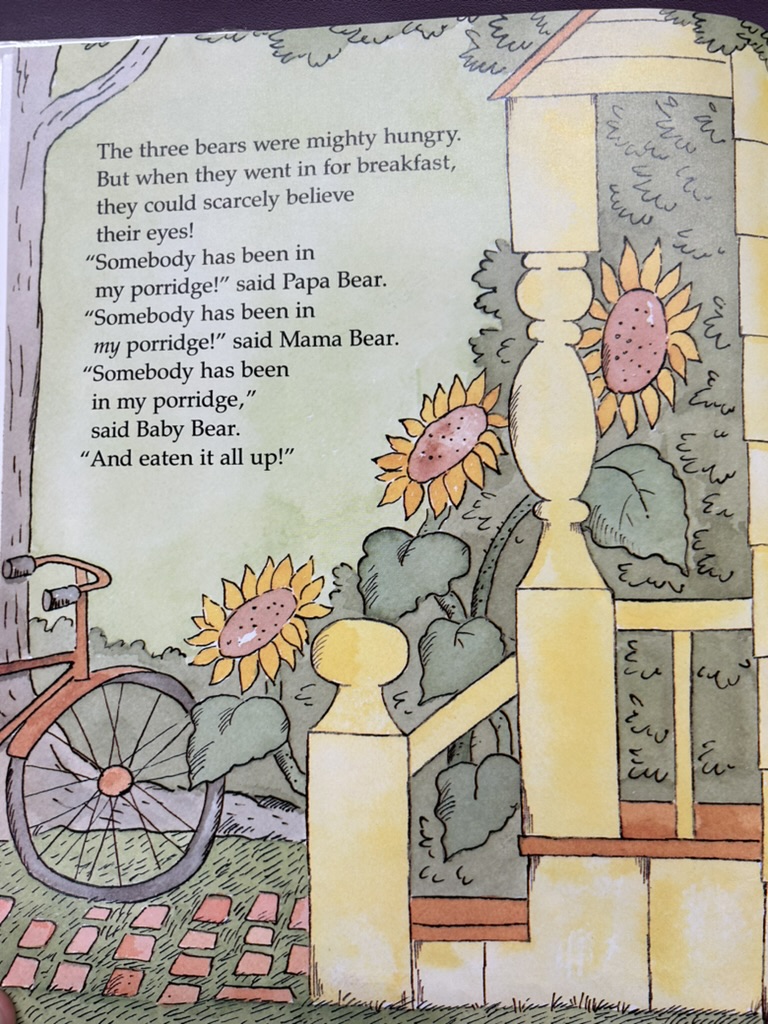 The three bears were mighty hungry.
But when they went in for breakfast,
they could scarcely believe
their eyes!
“Somebody has been in
my porridge!” said Papa Bear.
“Somebody has been in
my porridge!” said Mama Bear.
“Somebody has been
in my porridge,”
said Baby Bear.
“And eaten it all up!”